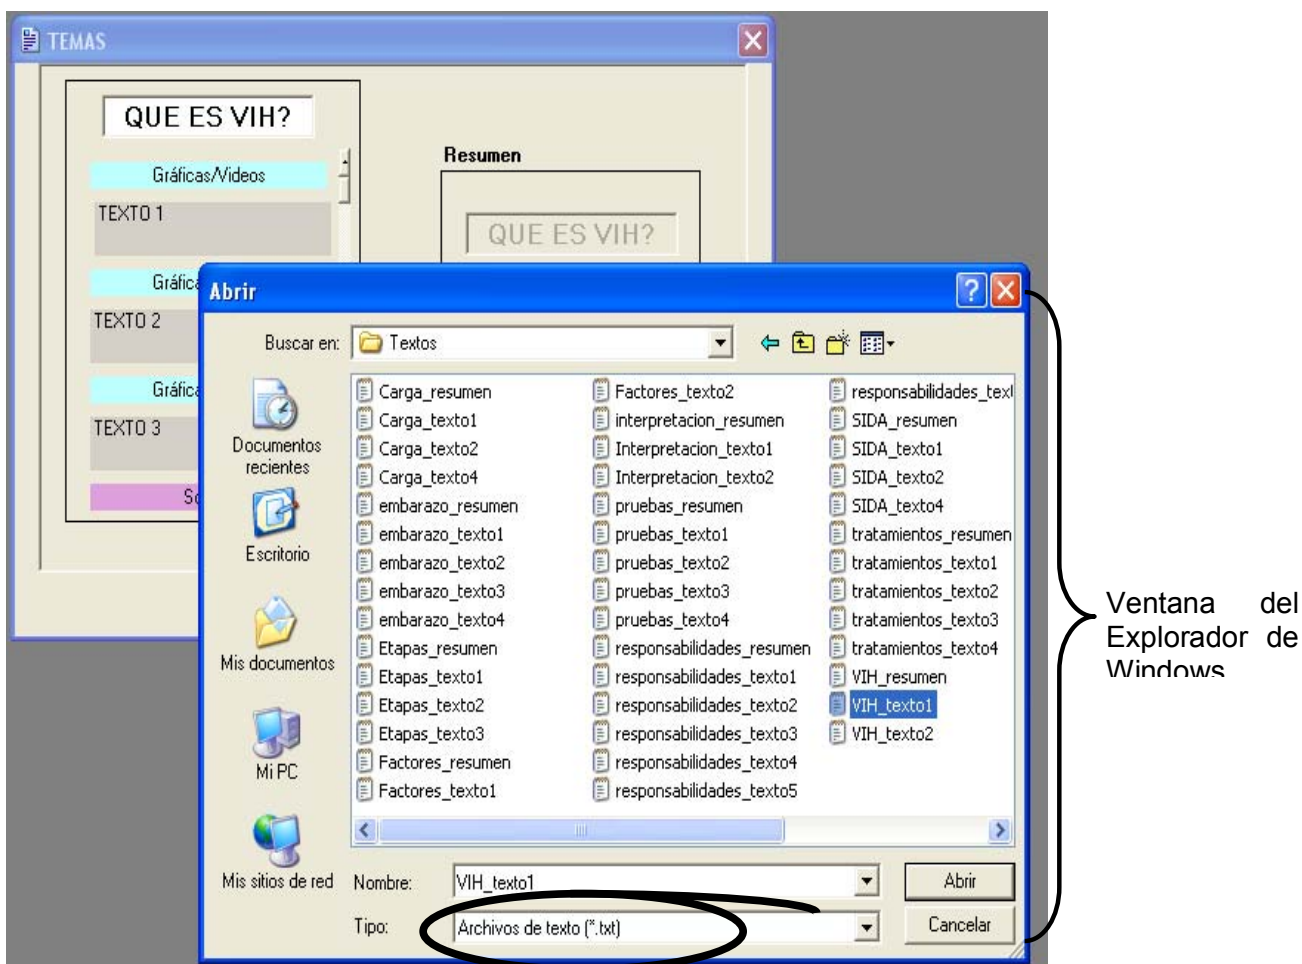 TEMAS
QUE ES VIH?
Gráficas/Videos
TEXTO 1
Gráfica
TEXTO 2
Gráfica
TEXTO 3
Resumen
QUE ES VIH?
Abrir
Buscar en:
Textos
Documentos
recientes
Escritorio
Mis documentos
Mi PC
Mis sitios de red
Carga_resumen
Carga_texto1
Carga_texto2
Carga_texto4
embarazo_resumen
embarazo_texto1
embarazo_texto2
embarazo_texto3
embarazo_texto4
Etapas_resumen
Etapas_texto1
Etapas_texto2
Etapas_texto3
Factores_resumen
Factores_texto1
Factores_texto2
interpretacion_resumen
Interpretacion_texto1
Interpretacion_texto2
pruebas_resumen
pruebas_texto1
pruebas_texto2
pruebas_texto3
pruebas_texto4
responsabilidades_resumen
responsabilidades_texto1
responsabilidades_texto2
responsabilidades_texto3
responsabilidades_texto4
responsabilidades_texto5
responsabilidades_text
SIDA_resumen
SIDA_texto1
SIDA_texto2
SIDA_texto4
tratamientos_resumen
tratamientos_texto1
tratamientos_texto2
tratamientos_texto3
tratamientos_texto4
VIH_resumen
VIH_texto1
VIH_texto2
Nombre:
VIH_texto1
Abrir
Tipo:
Archivos de texto (*.txt)
Cancelar
Ventana del
Explorador de
Windows